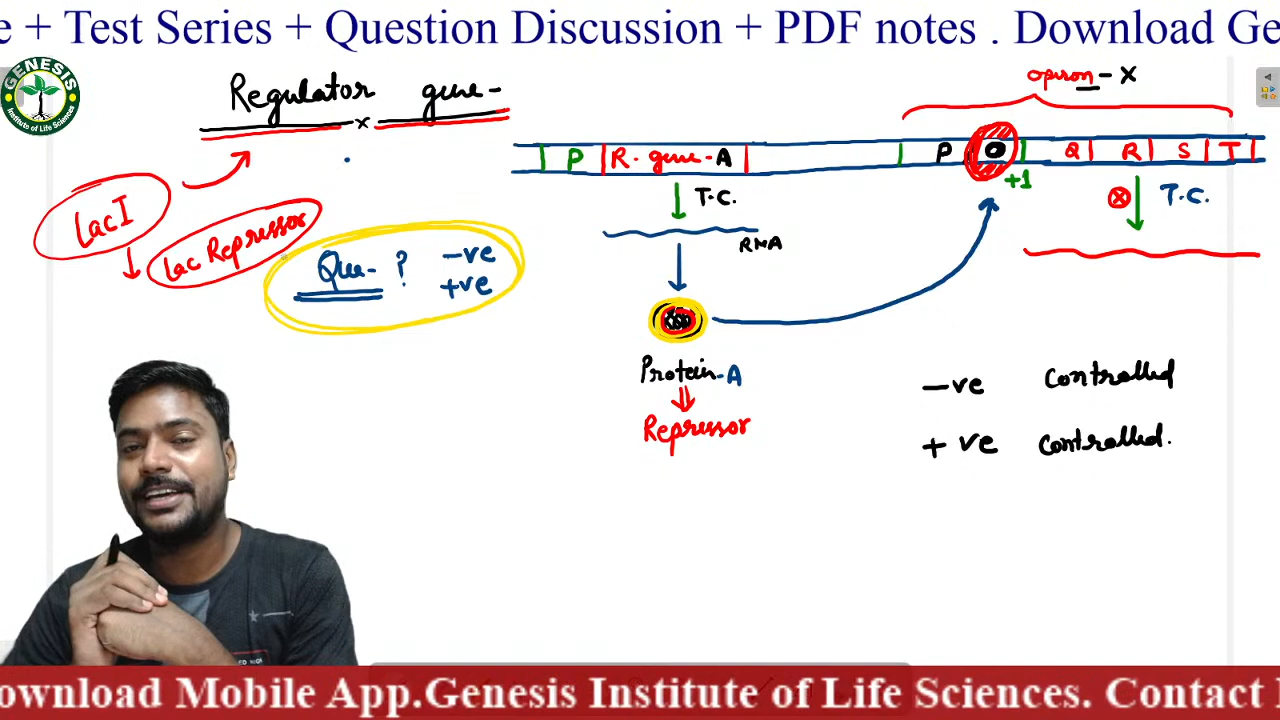 e + Test Series + Question Discussion + PDF notes . Download Ge
GENESIS
Institute of Life Sciences
Regulator gene-
x
operon - X
P R. gene-A
P O Q R S T
+1
T.C.
T.C.
RNA
Lac I
Lac Repressor
Que- ? -ve
+ve
Protein-A
Repressor
-ve controlled
+ve controlled.
ownload Mobile App.Genesis Institute of Life Sciences. Contact